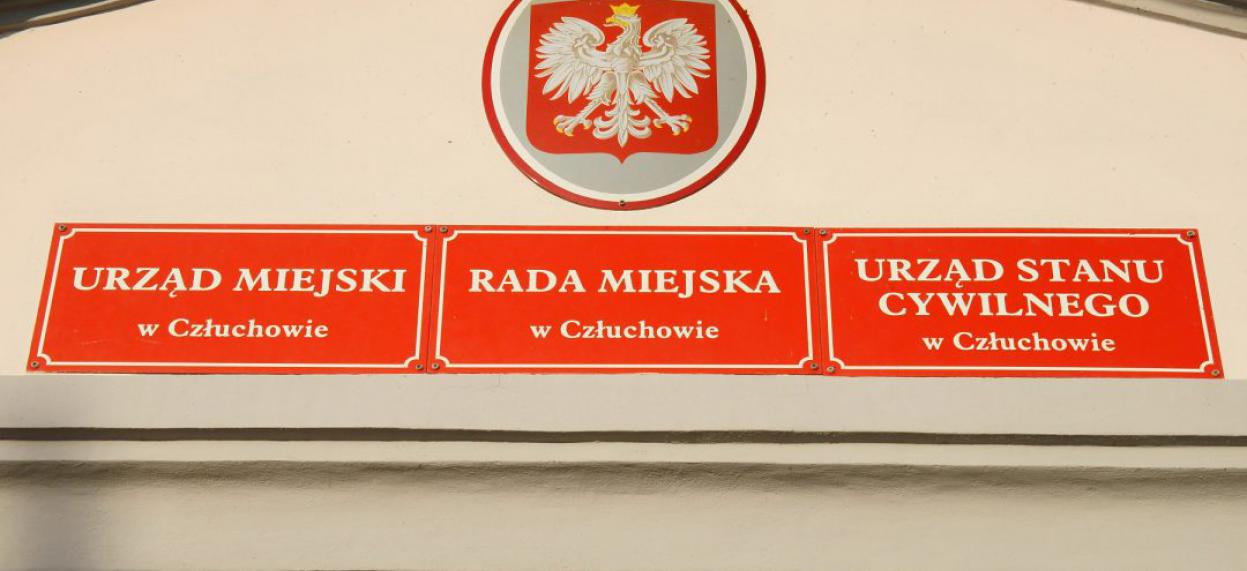 URZĄD MIEJSKI
w Człuchowie
RADA MIEJSKA
w Człuchowie
URZĄD STANU
CYWILNEGO
w Człuchowie